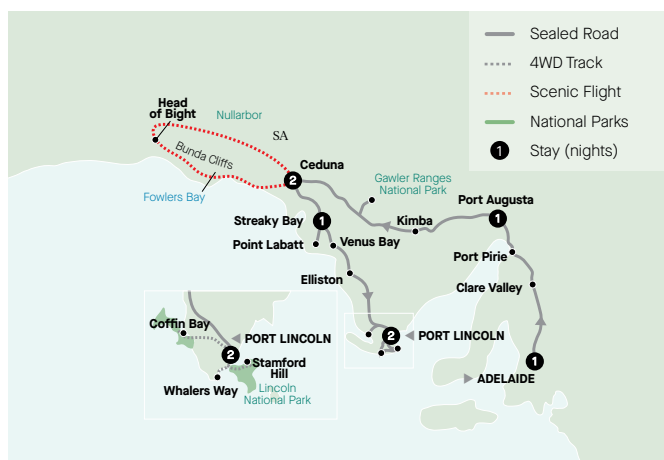 Sealed Road
4WD Track
Scenic Flight
National Parks
1 Stay (nights)
Head
of Bight
Nullarbor
SA
Bunda Cliffs
Ceduna
2
Fowlers Bay
Gawler Ranges
National Park
Port Augusta
1
Streaky Bay
1
Kimba
Point Labatt
Venus Bay
Port Pirie
Elliston
Clare Valley
Coffin Bay
PORT LINCOLN
2
Stamford
Hill
Whalers Way
Lincoln
National Park
2
PORT LINCOLN
1
ADELAIDE